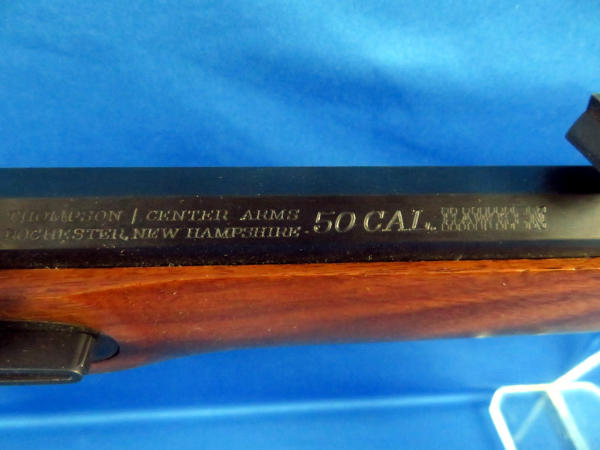 THOMPSON / CENTER ARMS
ROCHESTER, NEW HAMPSHIRE - 50 CAL.